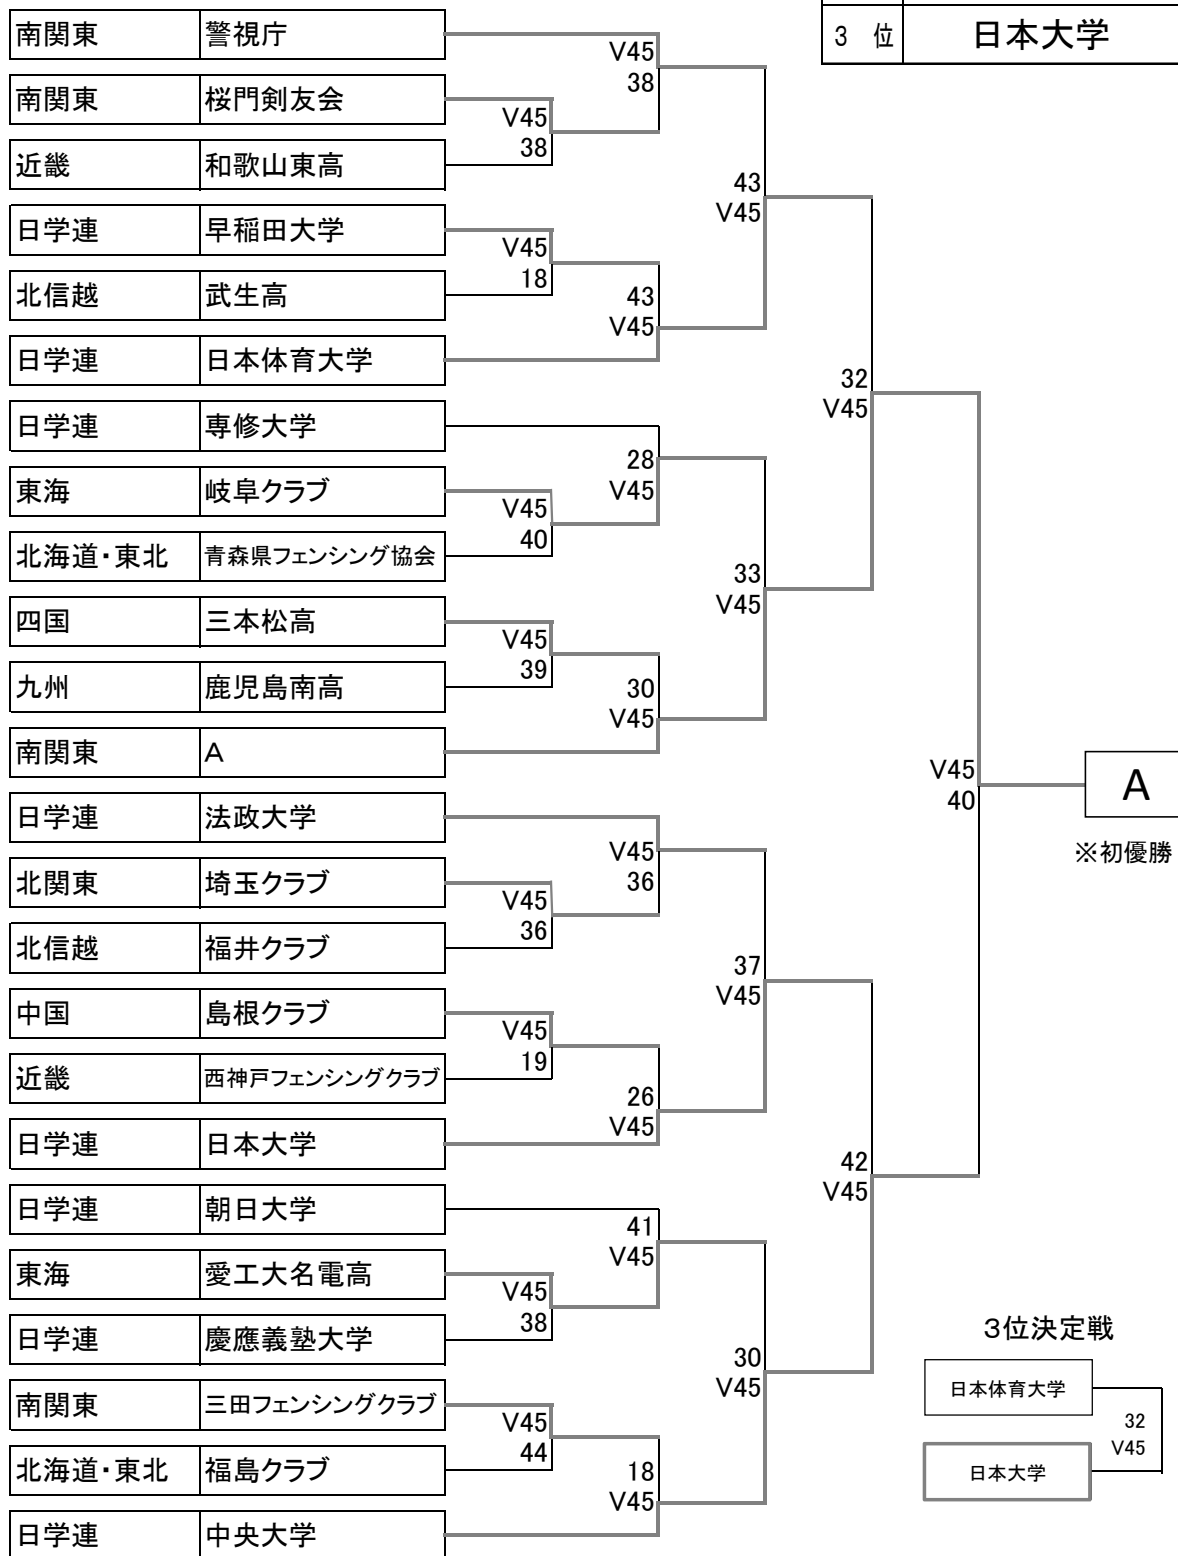 3 位 日本大学
南関東 警視庁
V45
38
南関東 桜門剣友会
V45
38
近畿 和歌山東高
43
V45
日学連 早稲田大学
V45
18
北信越 武生高
43
V45
日学連 日本体育大学
32
V45
日学連 専修大学
28
V45
東海 岐阜クラブ
V45
40
北海道・東北 青森県フェンシング協会
33
V45
四国 三本松高
V45
39
九州 鹿児島南高
30
V45
南関東 A
V45
40
A
※初優勝
日学連 法政大学
V45
36
北関東 埼玉クラブ
V45
36
北信越 福井クラブ
37
V45
中国 島根クラブ
V45
19
近畿 西神戸フェンシングクラブ
26
V45
日学連 日本大学
42
V45
日学連 朝日大学
41
V45
東海 愛工大名電高
V45
38
日学連 慶應義塾大学
30
V45
南関東 三田フェンシングクラブ
V45
44
北海道・東北 福島クラブ
18
V45
日学連 中央大学
3位決定戦
日本体育大学
32
V45
日本大学